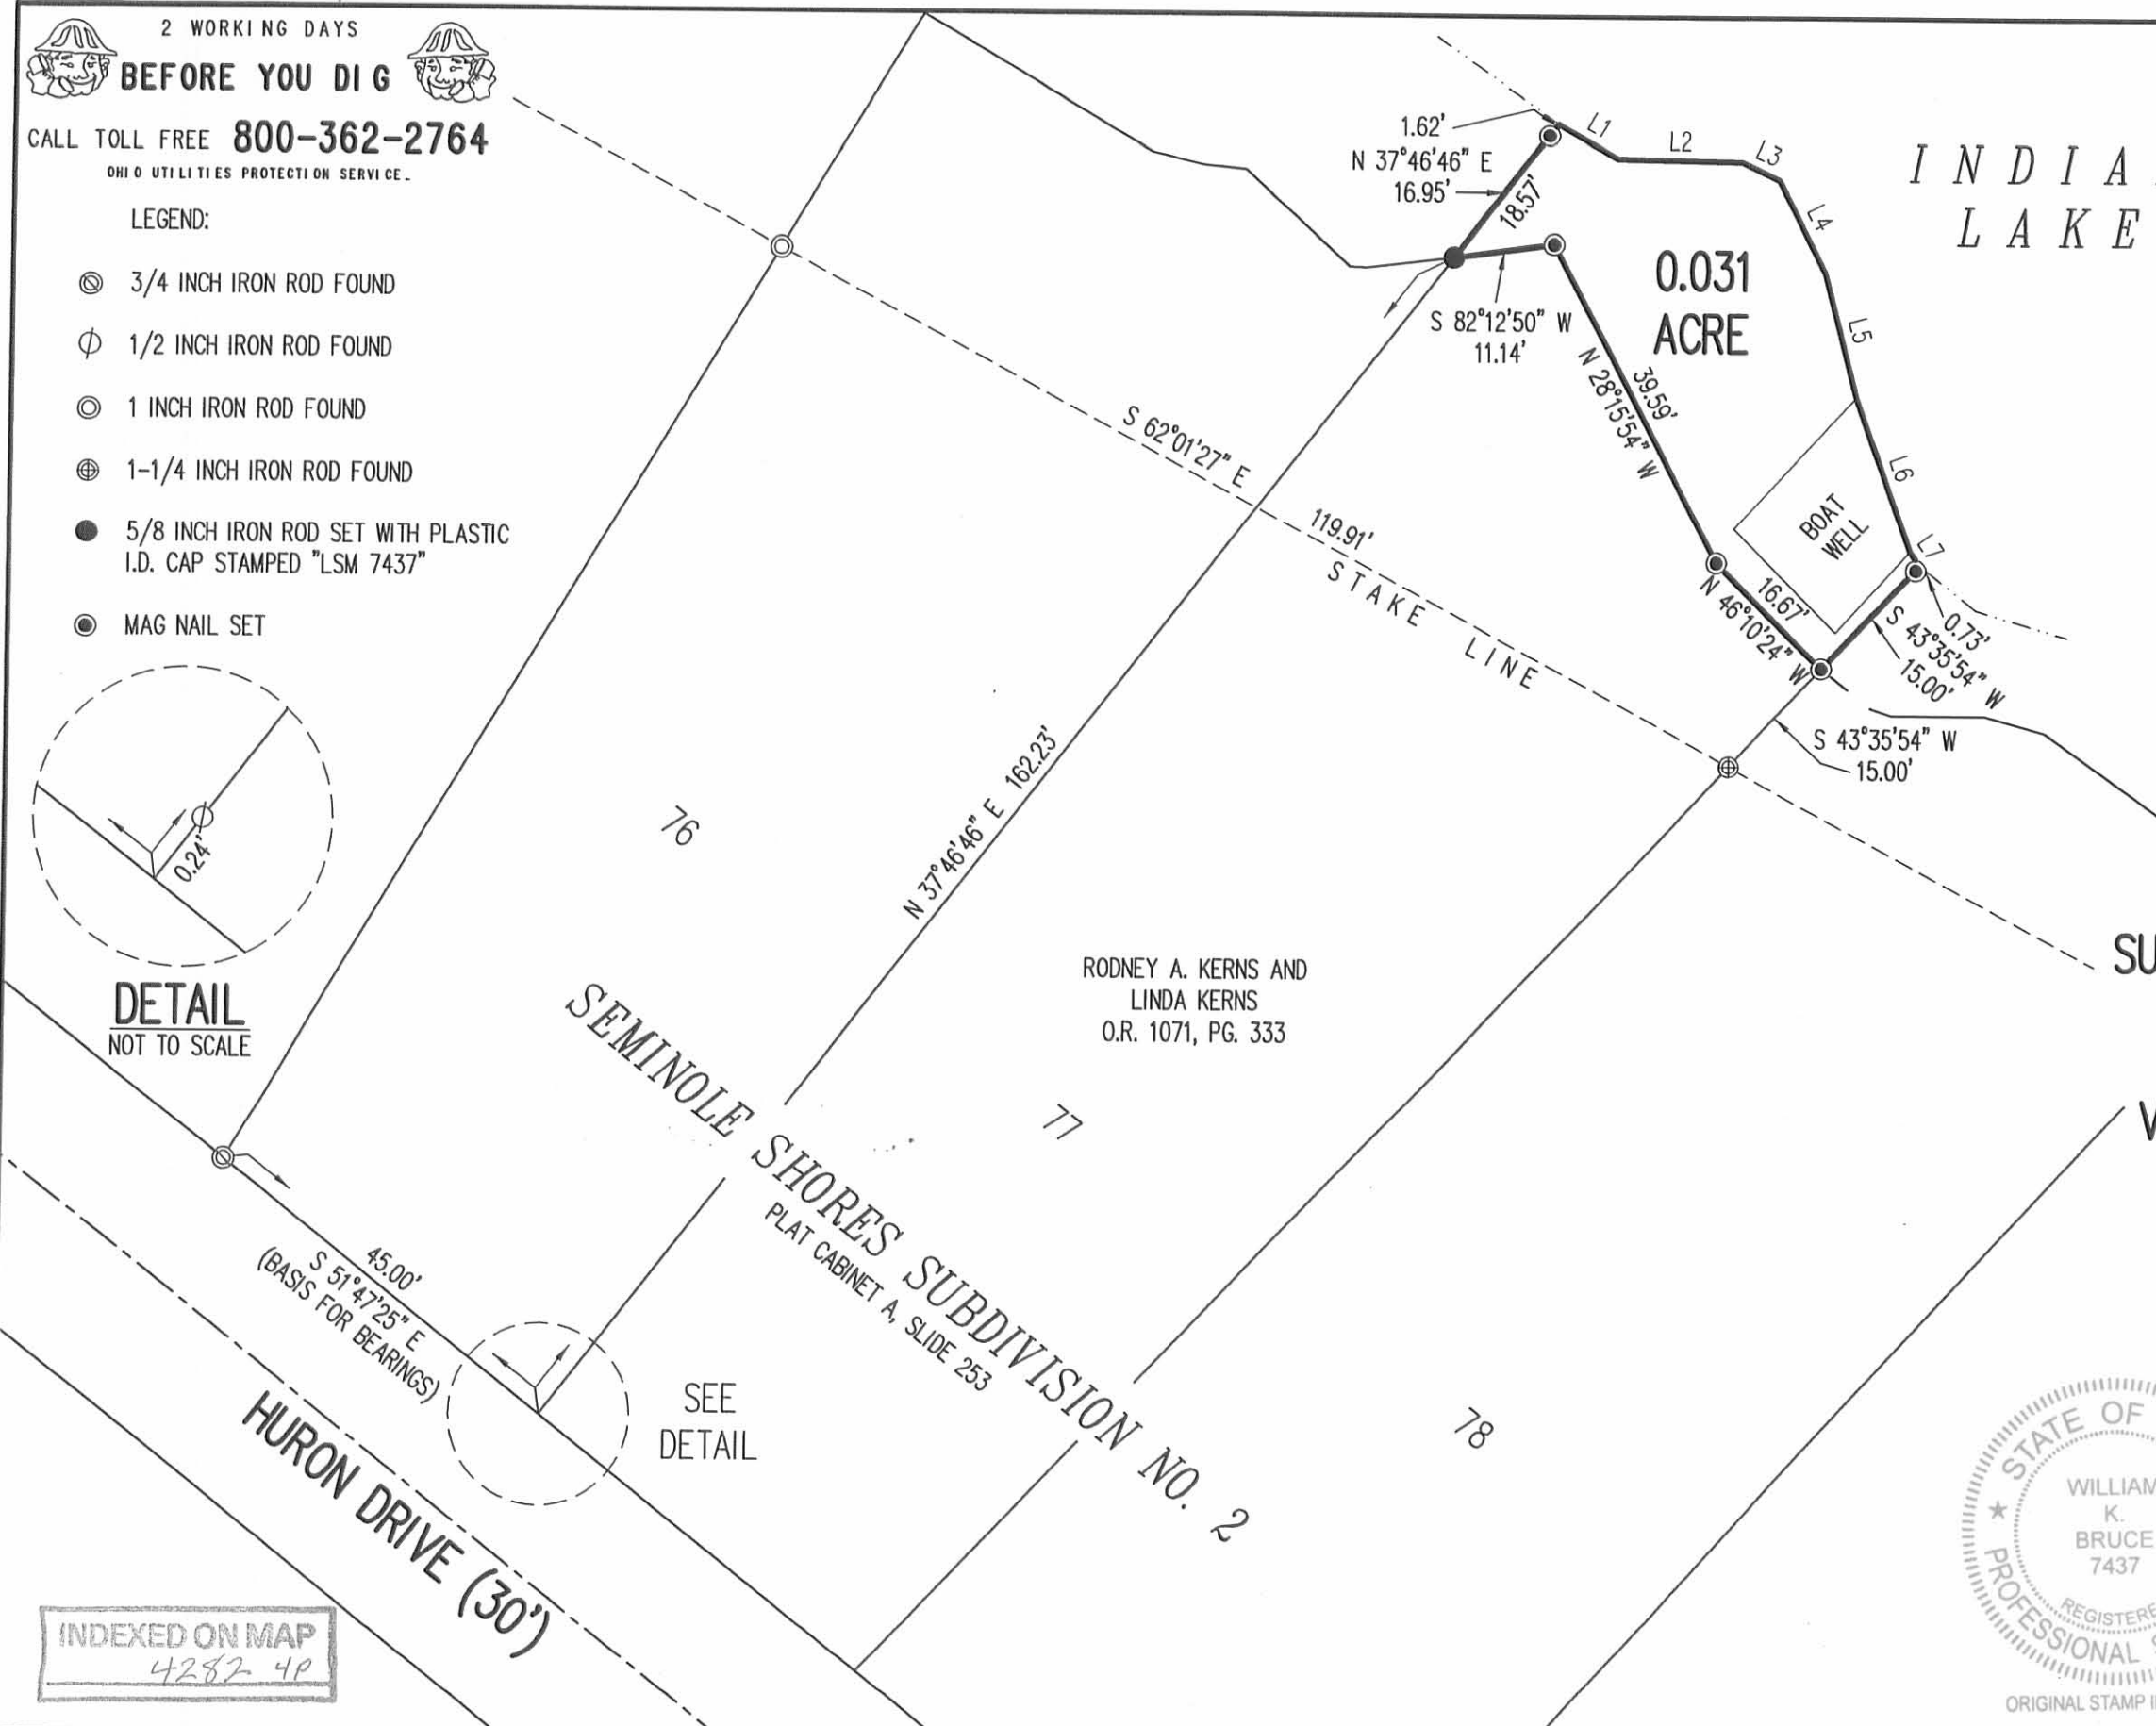 2 WORKING DAYS
BEFORE YOU DIG
CALL TOLL FREE 800-362-2764
OHIO UTILITIES PROTECTION SERVICE.
LEGEND:
3/4 INCH IRON ROD FOUND
1/2 INCH IRON ROD FOUND
1 INCH IRON ROD FOUND
1-1/4 INCH IRON ROD FOUND
5/8 INCH IRON ROD SET WITH PLASTIC
I.D. CAP STAMPED "LSM 7437"
MAG NAIL SET
0.24'
DETAIL
NOT TO SCALE
1.62'
N 37°46'46" E
16.95'
18.57'
L1
L2
L3
L4
L5
L6
L7
INDIA
LAKE
0.031
ACRE
S 82°12'50" W
11.14'
39.59'
N 28°15'54" W
BOAT
WELL
16.67'
N 46°10'24" W
0.73'
S 43°35'54" W
15.00'
S 43°35'54" W
15.00'
S 62°01'27" E
119.91'
STAKE LINE
N 37°46'46" E 162.23'
76
RODNEY A. KERNS AND
LINDA KERNS
O.R. 1071, PG. 333
77
78
SEMINOLE SHORES SUBDIVISION NO. 2
PLAT CABINET A, SLIDE 253
45.00'
S 51°47'25" E
(BASIS FOR BEARINGS)
SEE
DETAIL
HURON DRIVE (30')
INDEXED ON MAP
4282 4P
SU
STATE OF
WILLIAM
K.
BRUCE
7437
REGISTERE
PROFESSIONAL
ORIGINAL STAMP I